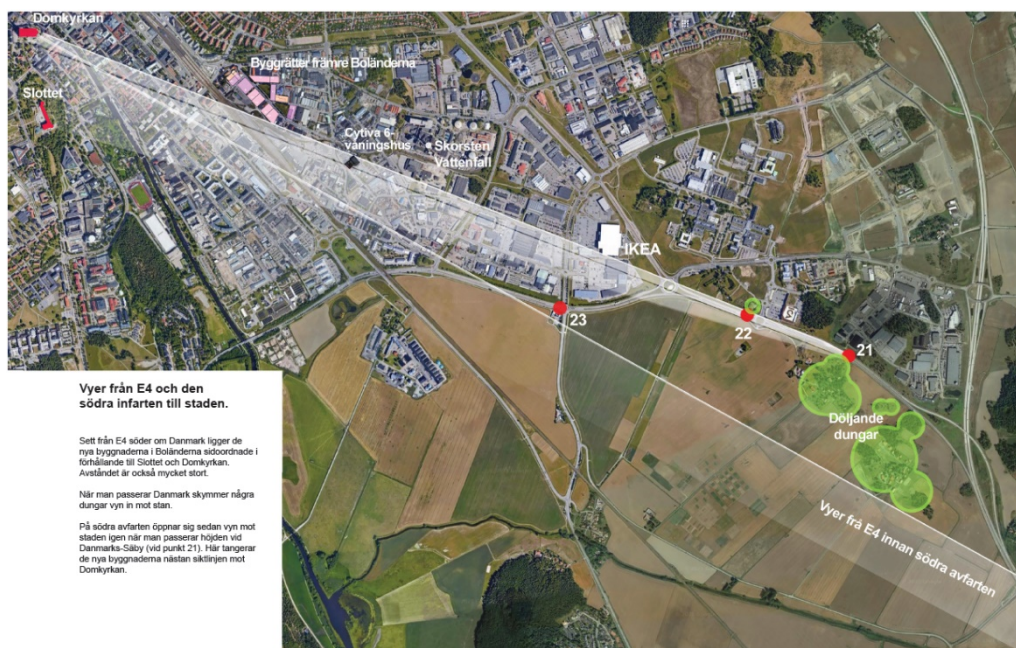 Domkyrkan
Slottet
Byggrätter främre Boländerna
Cytiva 6-
våningshus
Skorsten
Vattenfall
IKEA
23
22
21
Döljande
dungar
Vyer frå E4 innan södra avfarten
Vyer från E4 och den
södra infarten till staden.
Sett från E4 söder om Danmark ligger de
nya byggnaderna i Boländerna sidoordnade i
förhållande till Slottet och Domkyrkan.
Avståndet är också mycket stort.
När man passerar Danmark skymmer några
dungar vyn in mot stan.
På södra avfarten öppnar sig sedan vyn mot
staden igen när man passerar höjden vid
Danmarks-Säby (vid punkt 21). Här tangerar
de nya byggnaderna nästan siktlinjen mot
Domkyrkan.